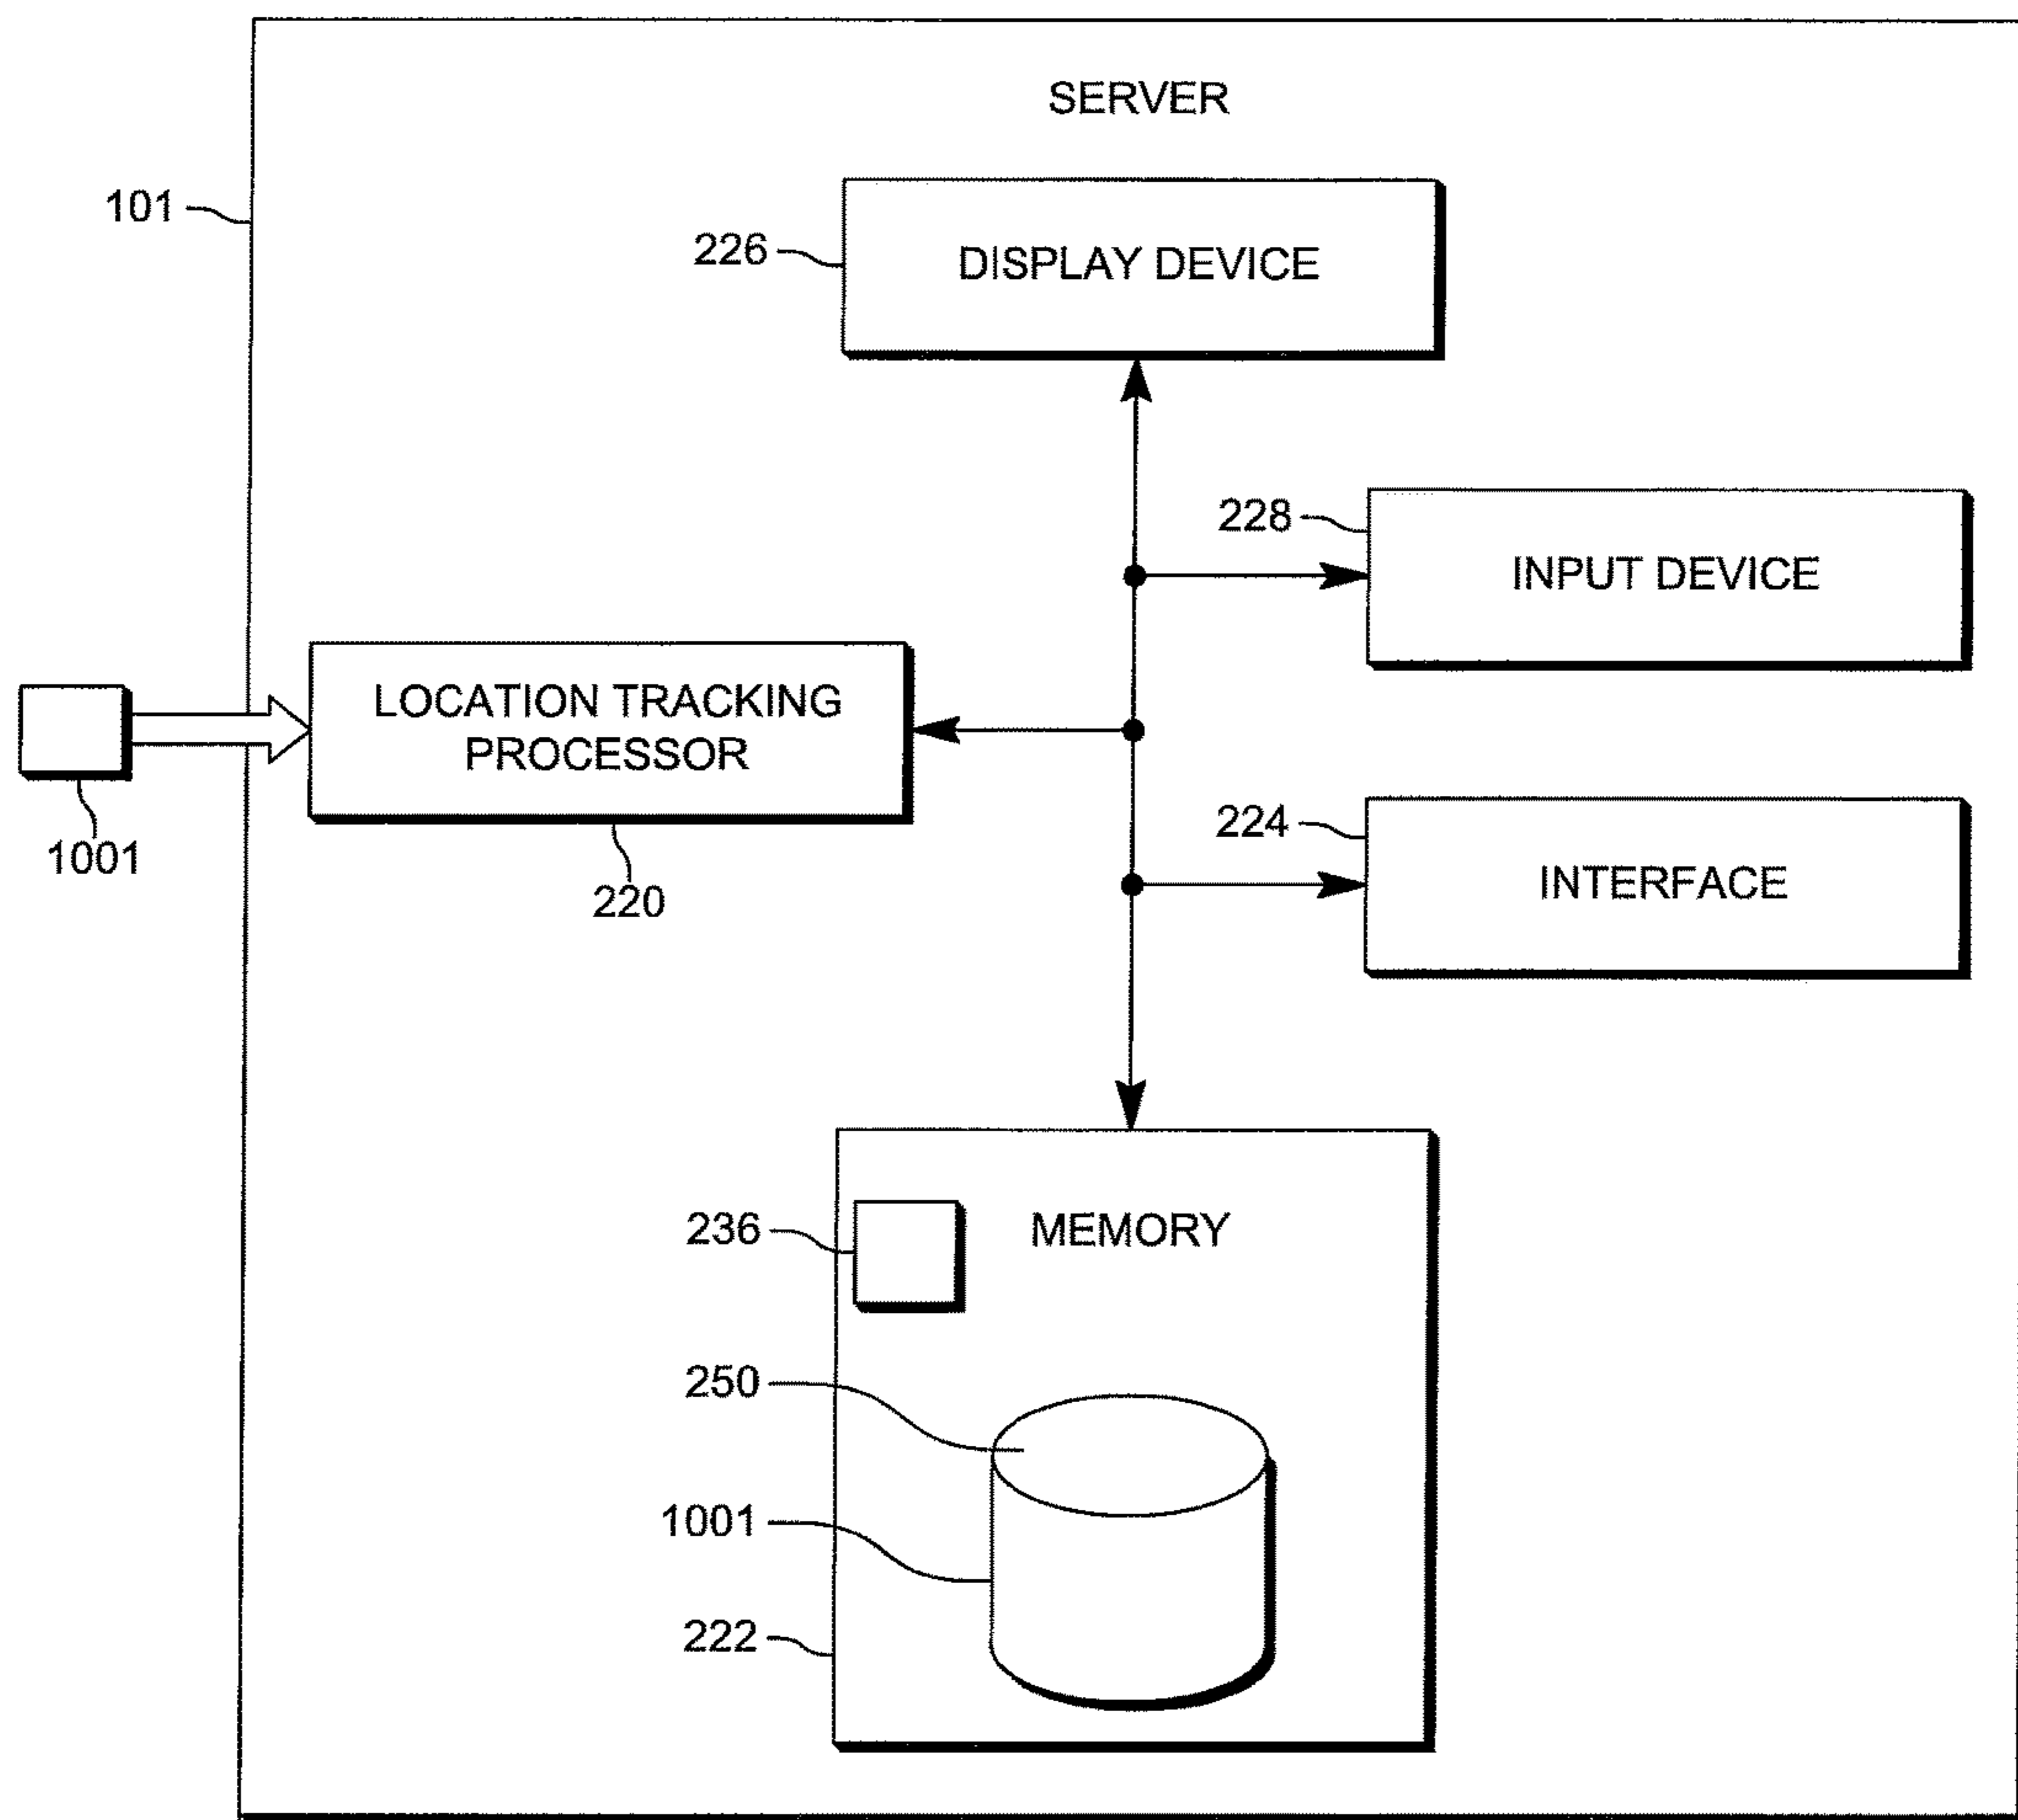 SERVER
101
226
DISPLAY DEVICE
228
INPUT DEVICE
LOCATION TRACKING
PROCESSOR
1001
220
224
INTERFACE
236
MEMORY
250
1001
222